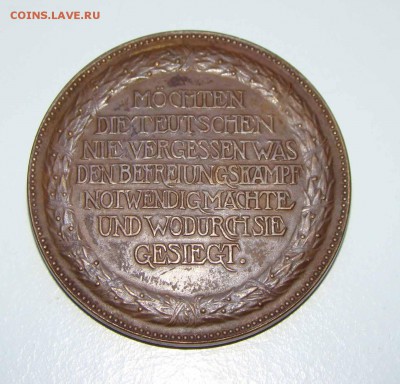 COINS.LAVE.RU
MÖCHTEN
DIE TEUTSCHEN
NIE VERGESSEN WAS
DEN BEFREIUNGSKAMPF
NOTWENDIG MACHTE,
UND WODURCH SIE
GESIEGT.